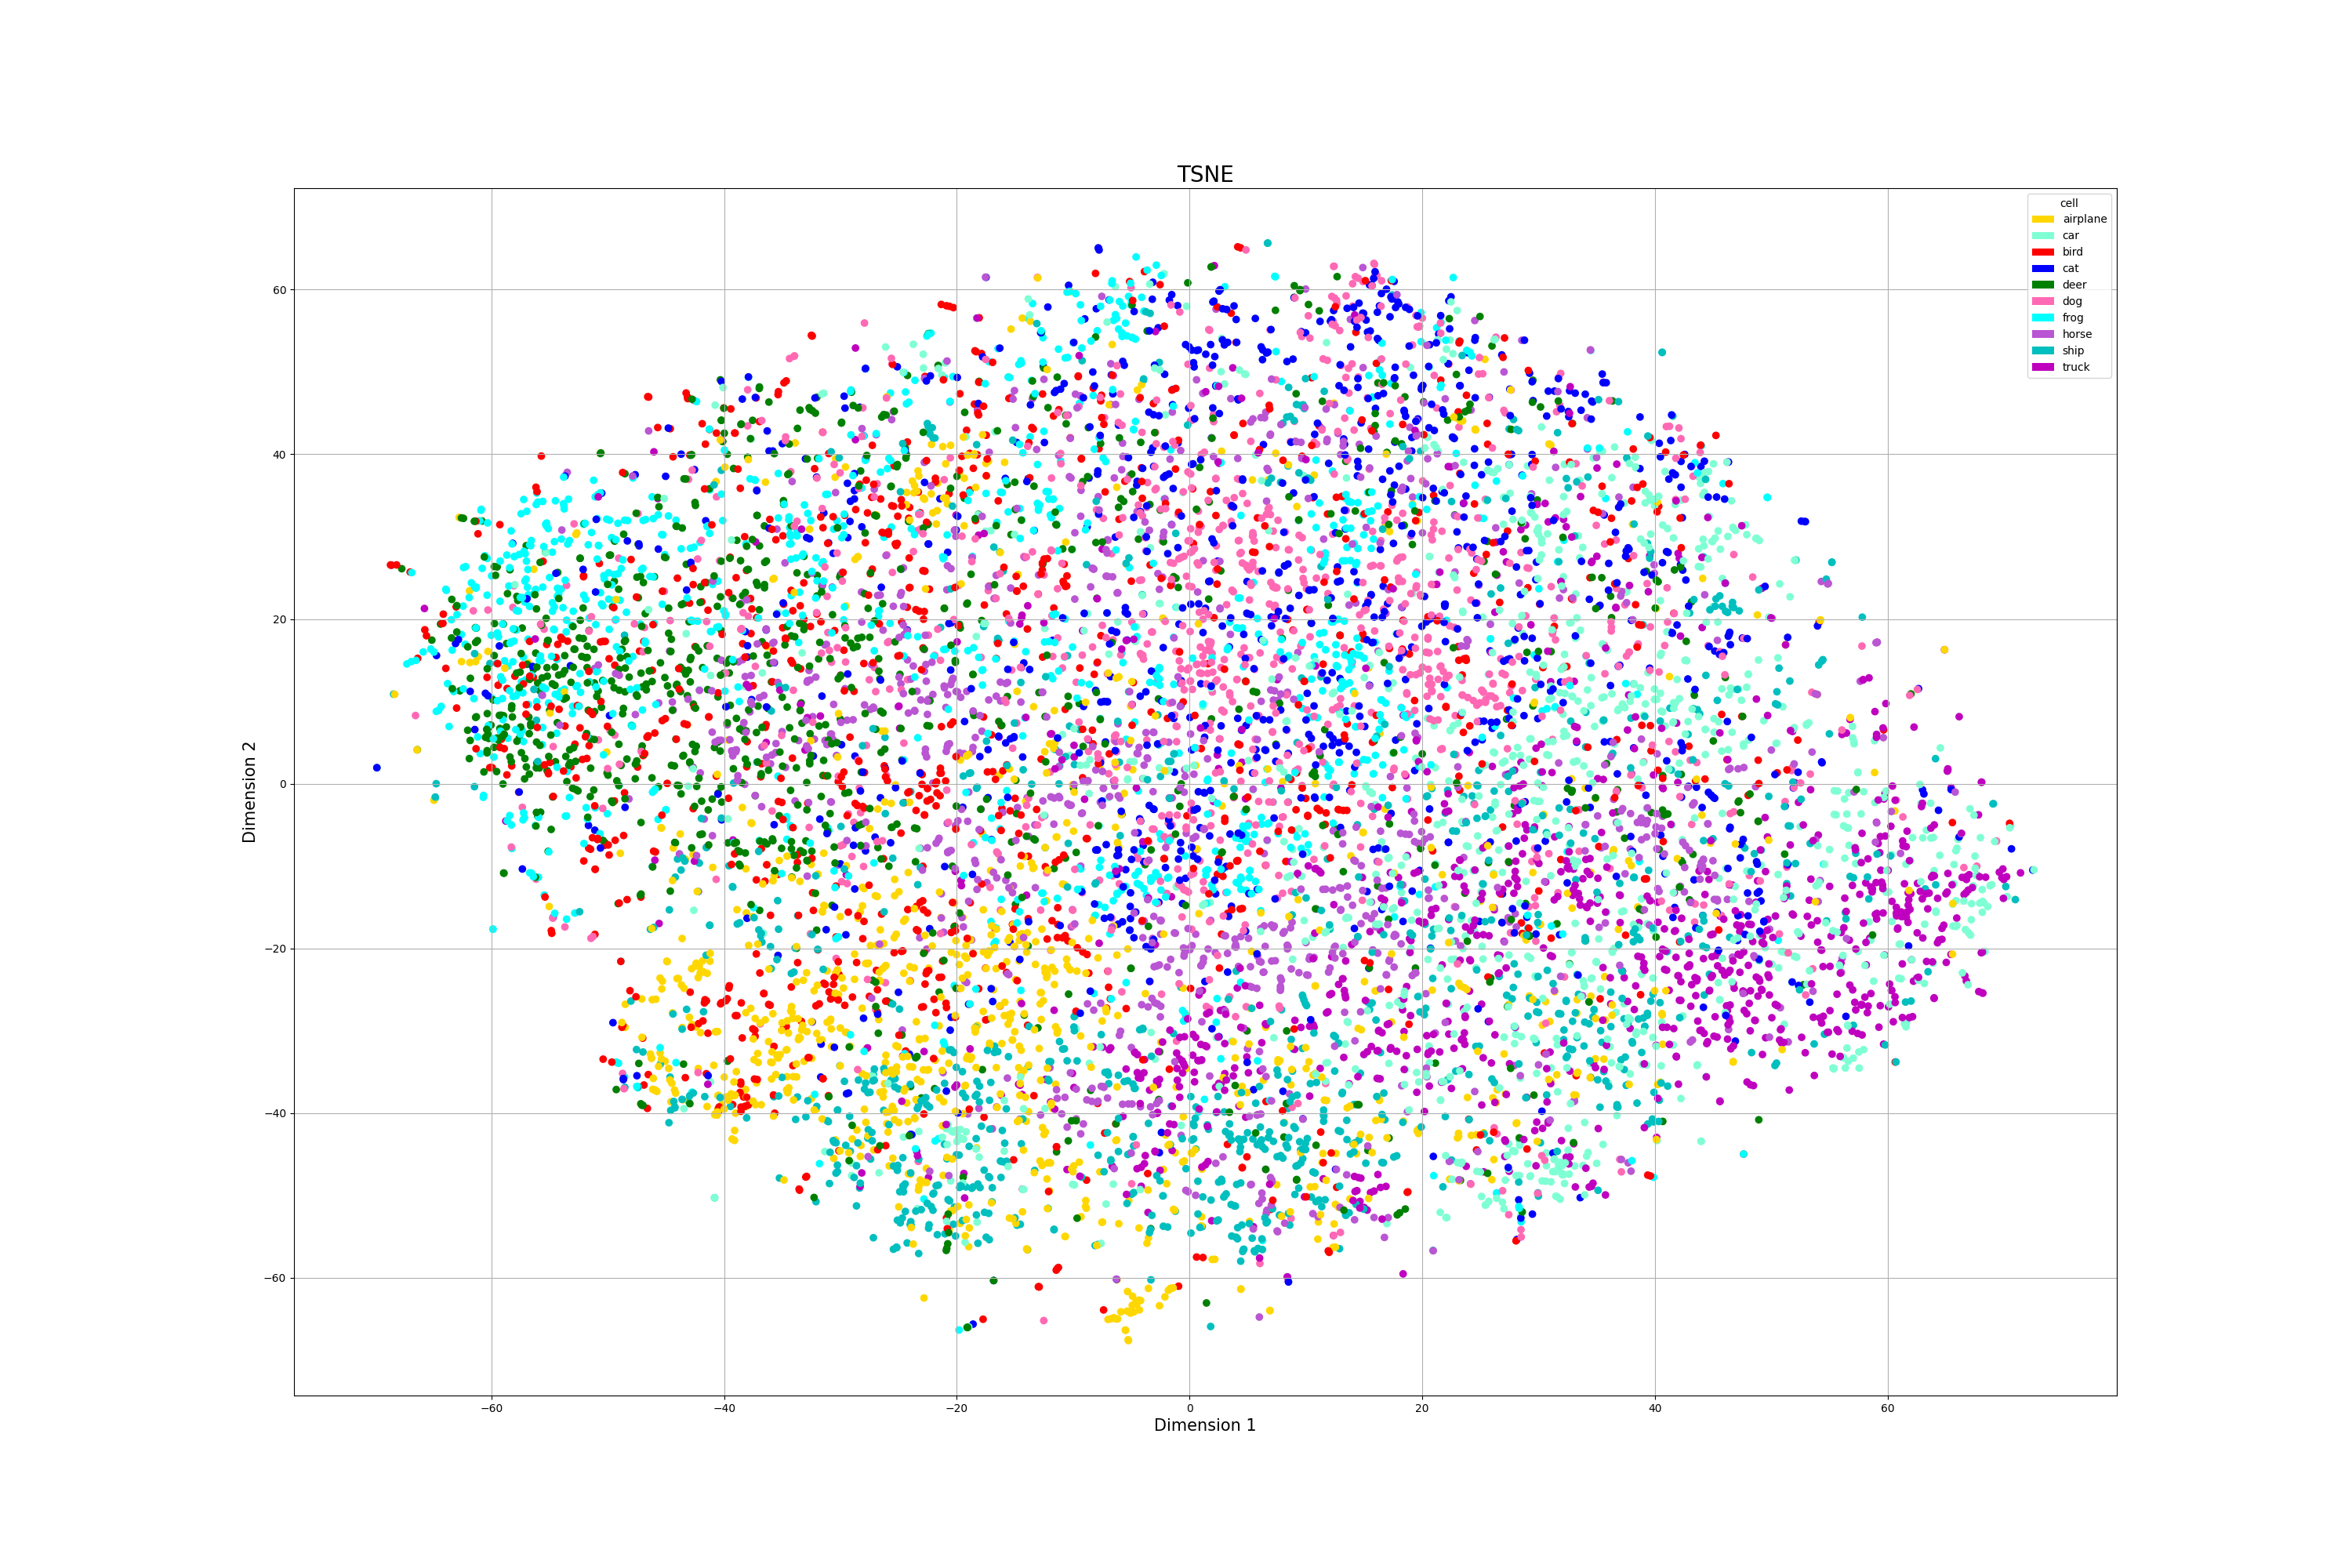 TSNE
cell
airplane
car
bird
cat
deer
dog
frog
horse
ship
truck
60
40
20
0
−20
−40
−60
Dimension 2
−60 −40 −20 0 20 40 60
Dimension 1